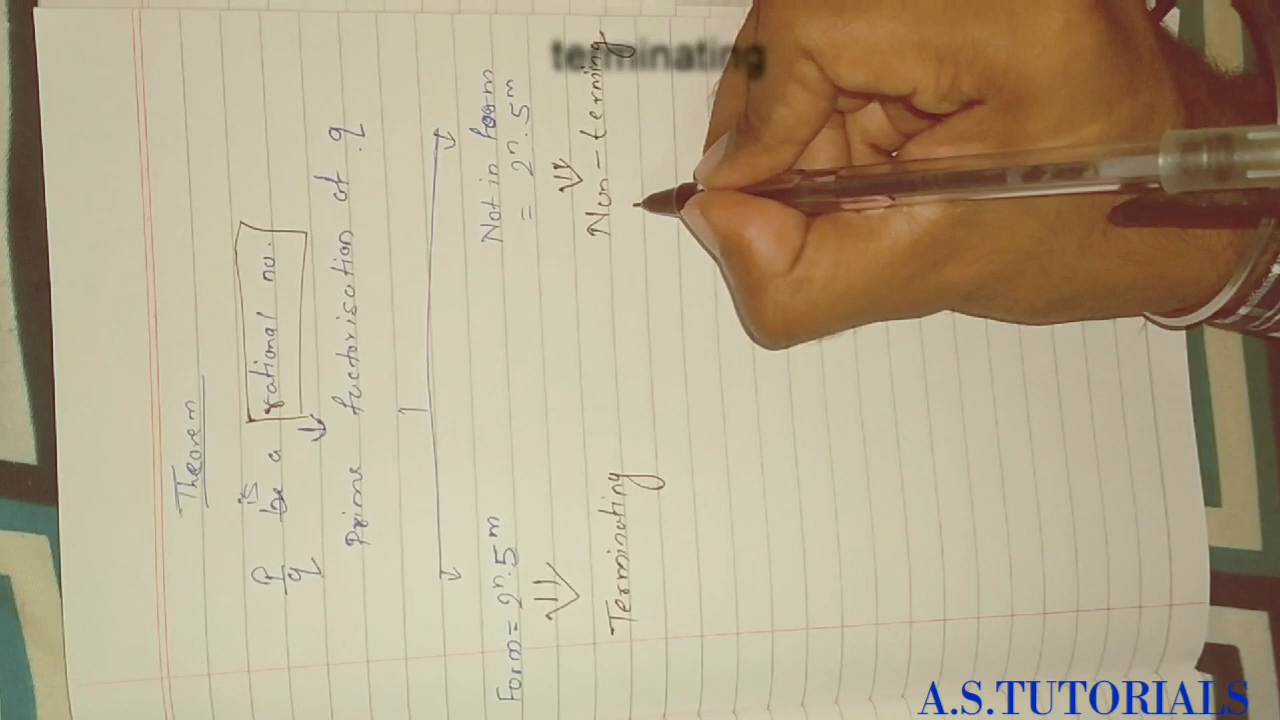 Theorem
p/q is be a rational no.
Prime factorisation of q
Form = 2ⁿ.5ᵐ
Not in form
= 2ⁿ.5ᵐ
Terminating
Non-terming
terminating
A.S.TUTORIALS